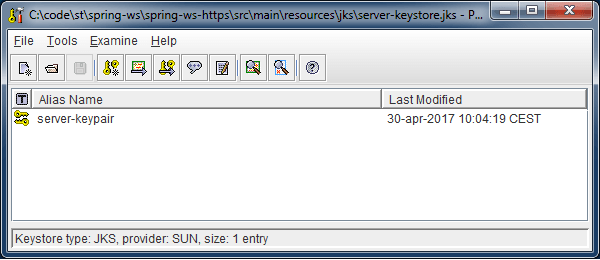 C:\code\st\spring-ws\spring-ws-https\src\main\resources\jks\server-keystore.jks - P...
File Tools Examine Help
T Alias Name Last Modified
server-keypair 30-apr-2017 10:04:19 CEST
Keystore type: JKS, provider: SUN, size: 1 entry